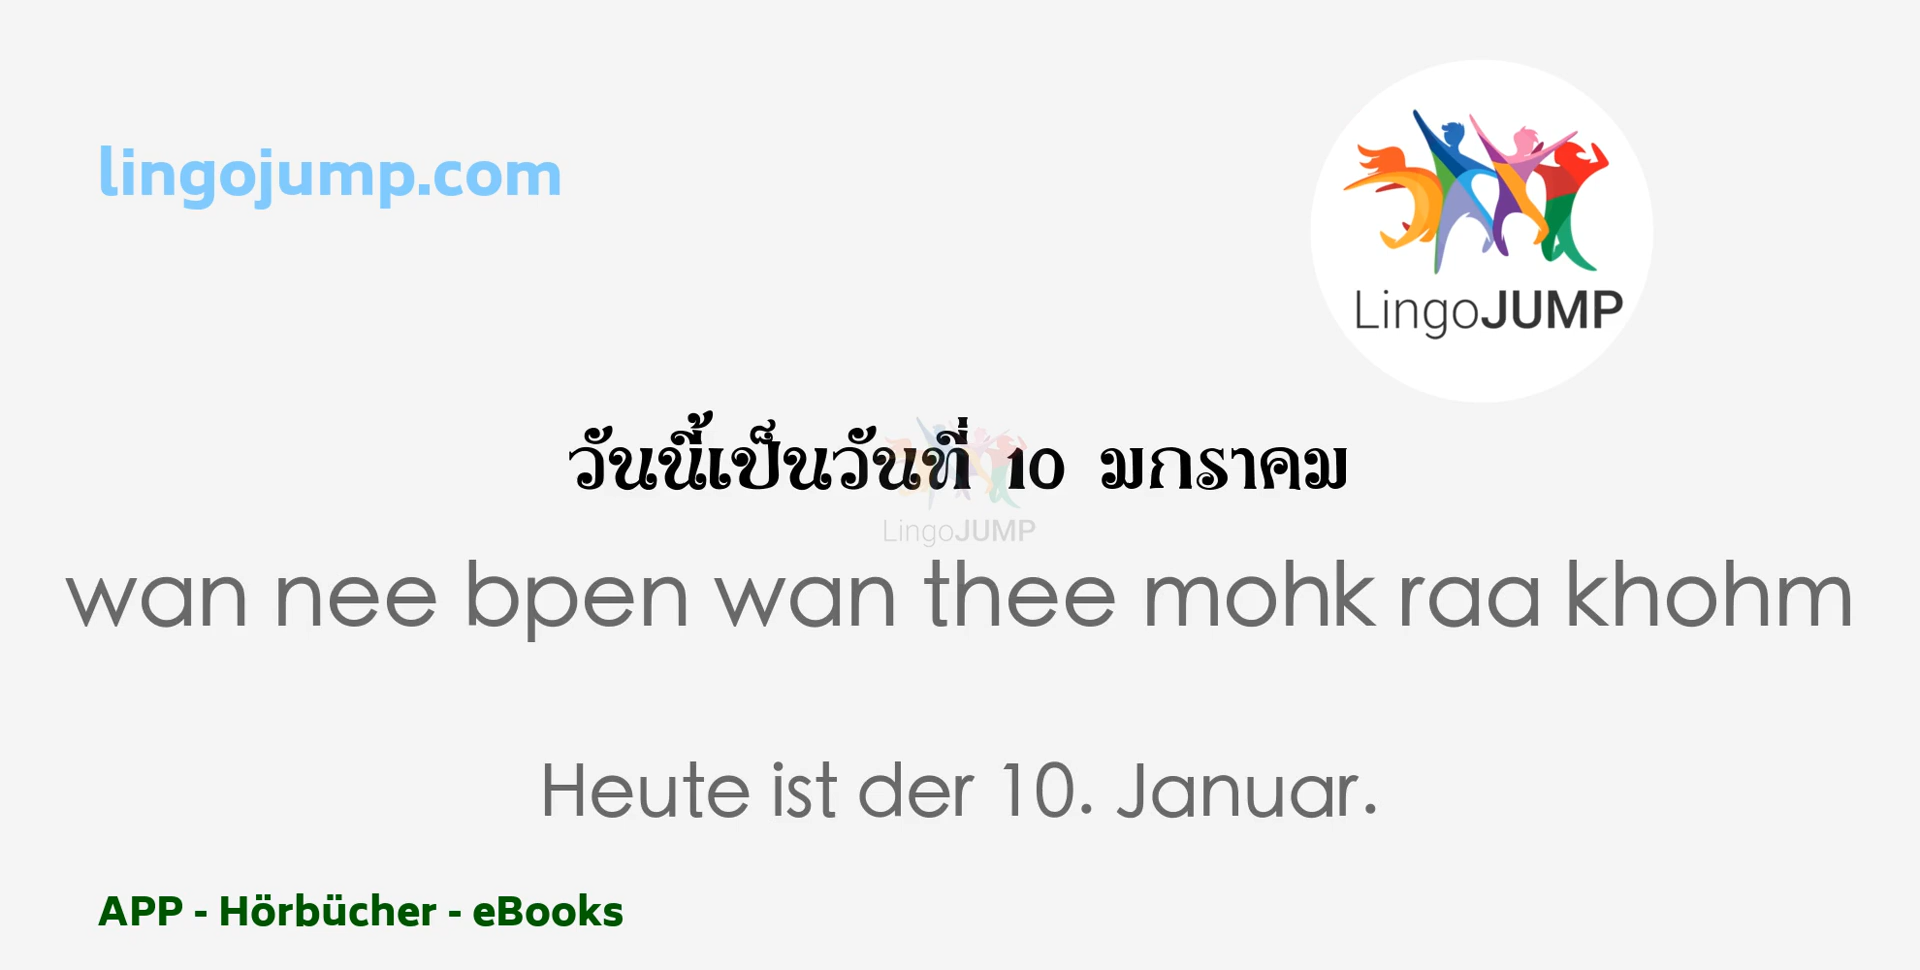 lingojump.com
LingoJUMP
วันนี้เป็นวันที่ 10 มกราคม
LingoJUMP
wan nee bpen wan thee mohk raa khohm
Heute ist der 10. Januar.
APP - Hörbücher - eBooks